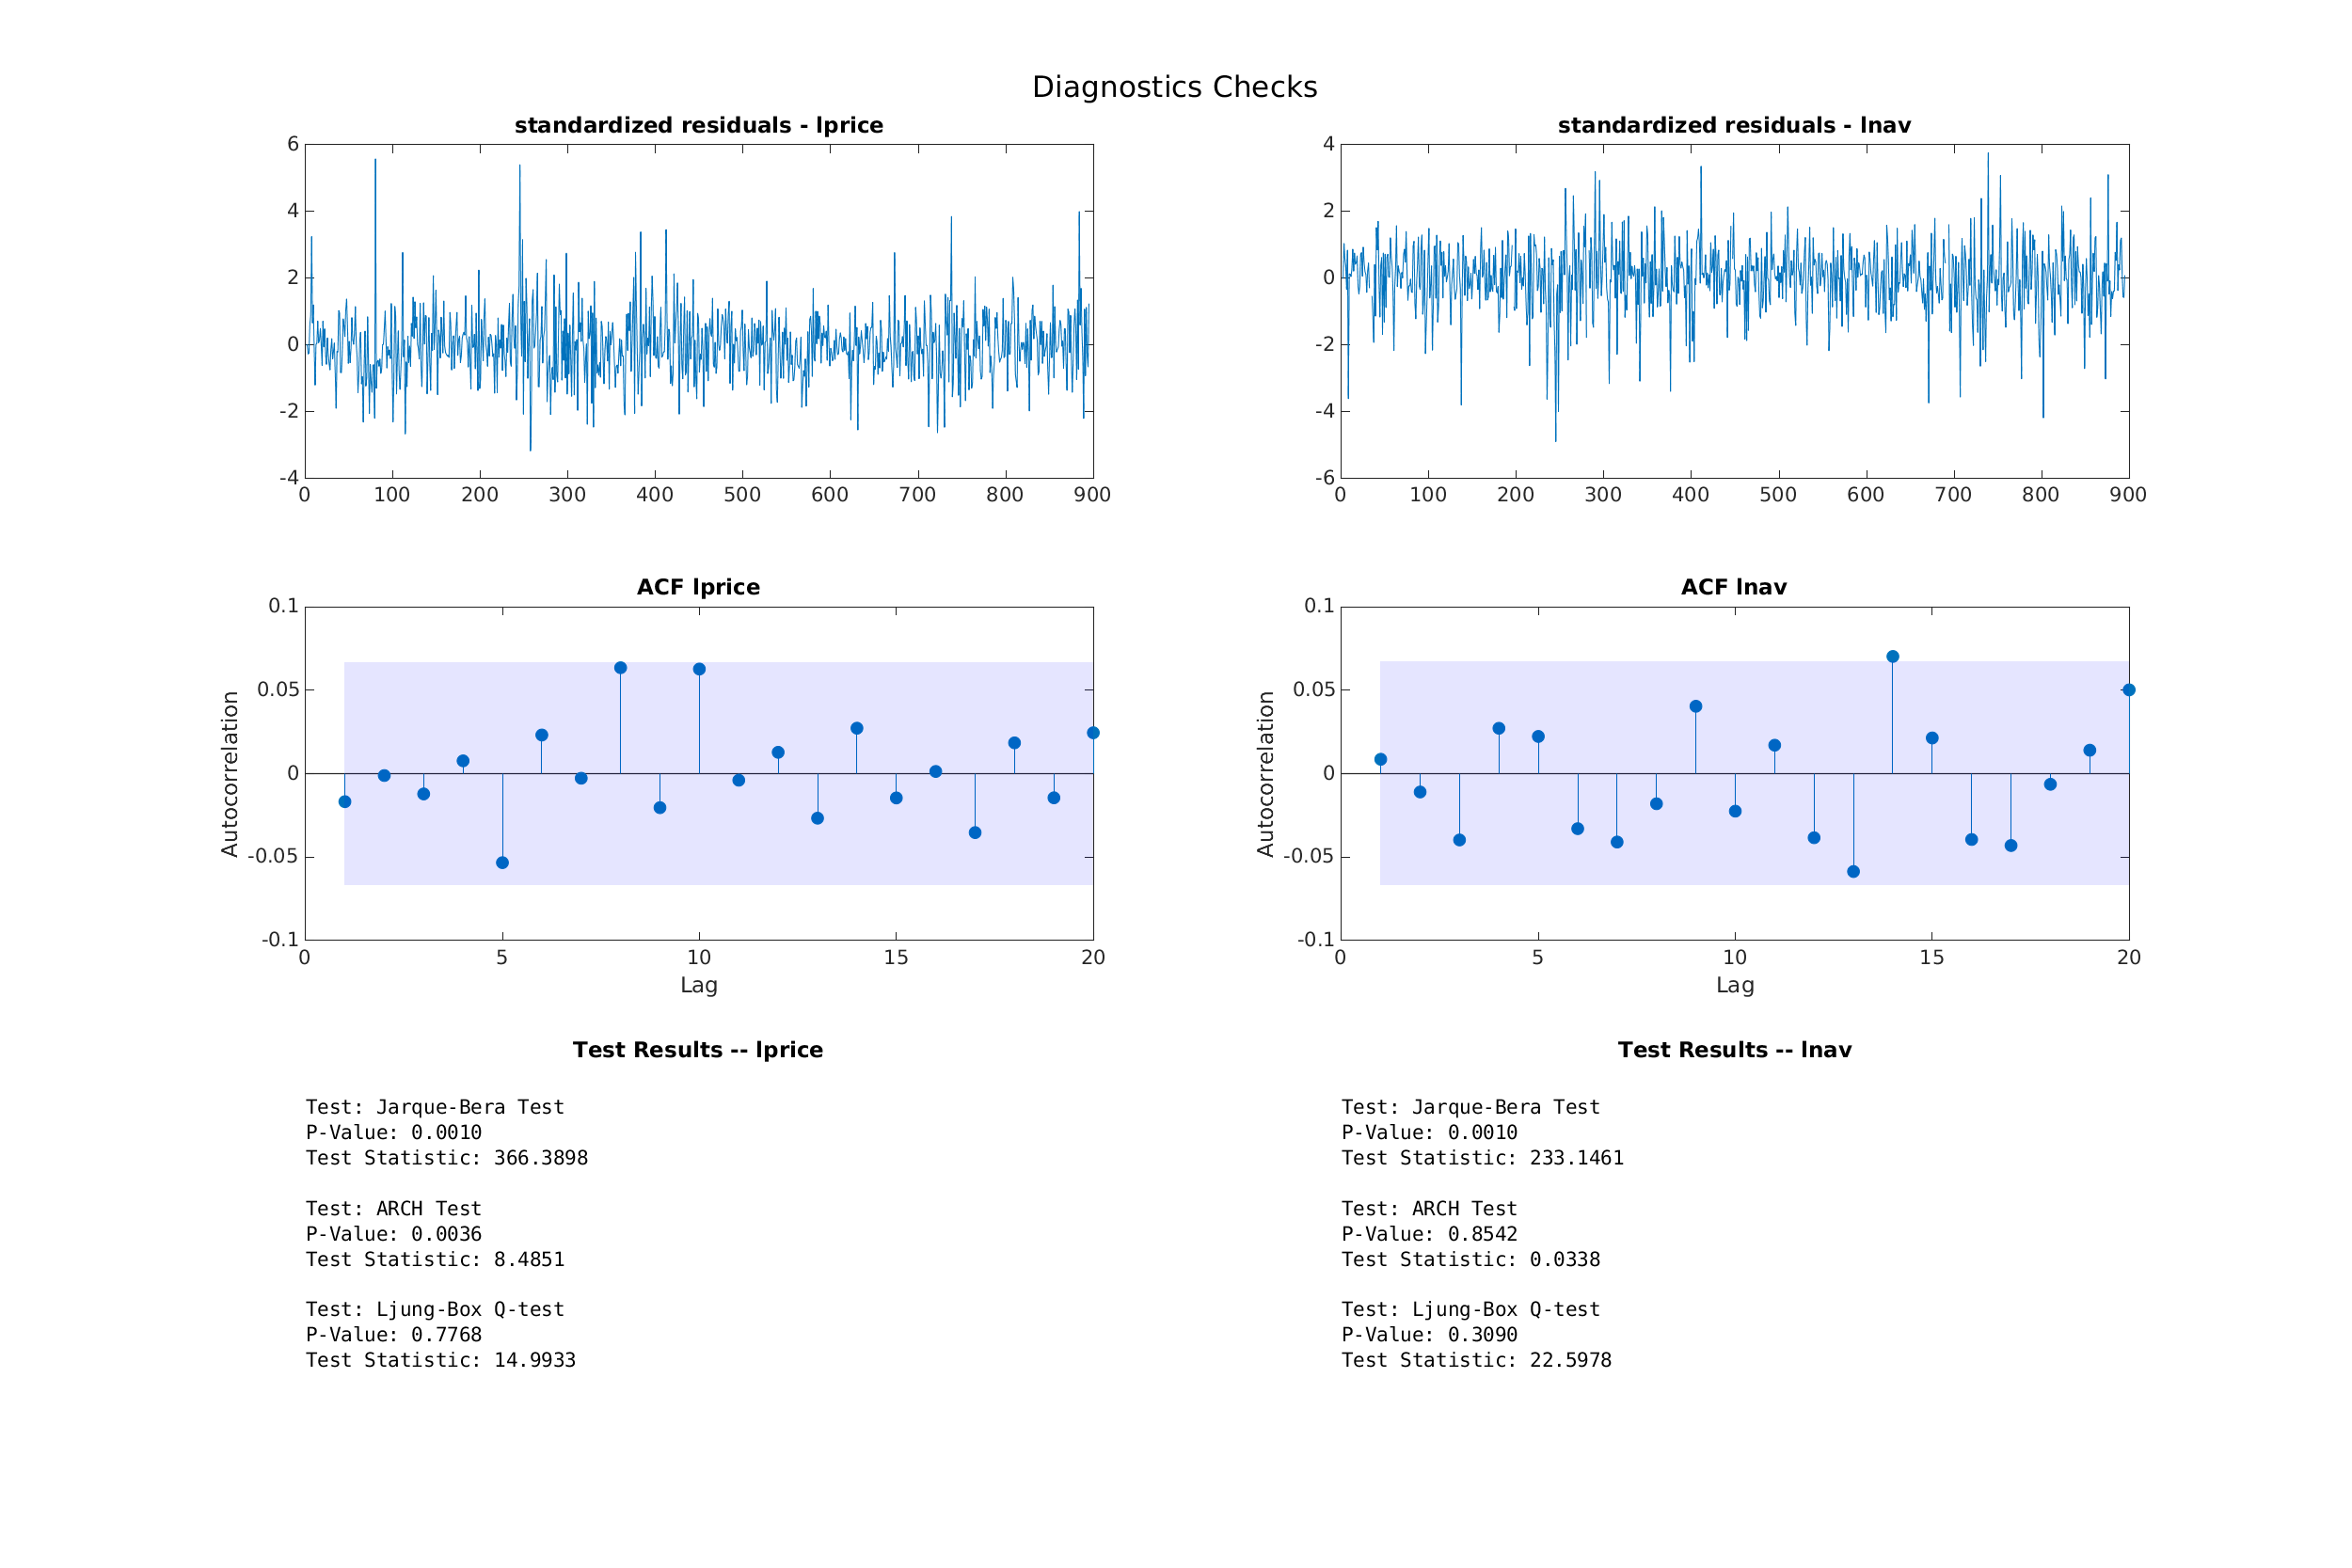 Diagnostics Checks
standardized residuals - lprice
6
4
2
0
-2
-4
0 100 200 300 400 500 600 700 800 900
standardized residuals - lnav
4
2
0
-2
-4
-6
0 100 200 300 400 500 600 700 800 900
ACF lprice
0.1
0.05
0
-0.05
-0.1
Autocorrelation
0 5 10 15 20
Lag
ACF lnav
0.1
0.05
0
-0.05
-0.1
Autocorrelation
0 5 10 15 20
Lag
Test Results -- lprice
Test: Jarque-Bera Test
P-Value: 0.0010
Test Statistic: 366.3898
Test: ARCH Test
P-Value: 0.0036
Test Statistic: 8.4851
Test: Ljung-Box Q-test
P-Value: 0.7768
Test Statistic: 14.9933
Test Results -- lnav
Test: Jarque-Bera Test
P-Value: 0.0010
Test Statistic: 233.1461
Test: ARCH Test
P-Value: 0.8542
Test Statistic: 0.0338
Test: Ljung-Box Q-test
P-Value: 0.3090
Test Statistic: 22.5978